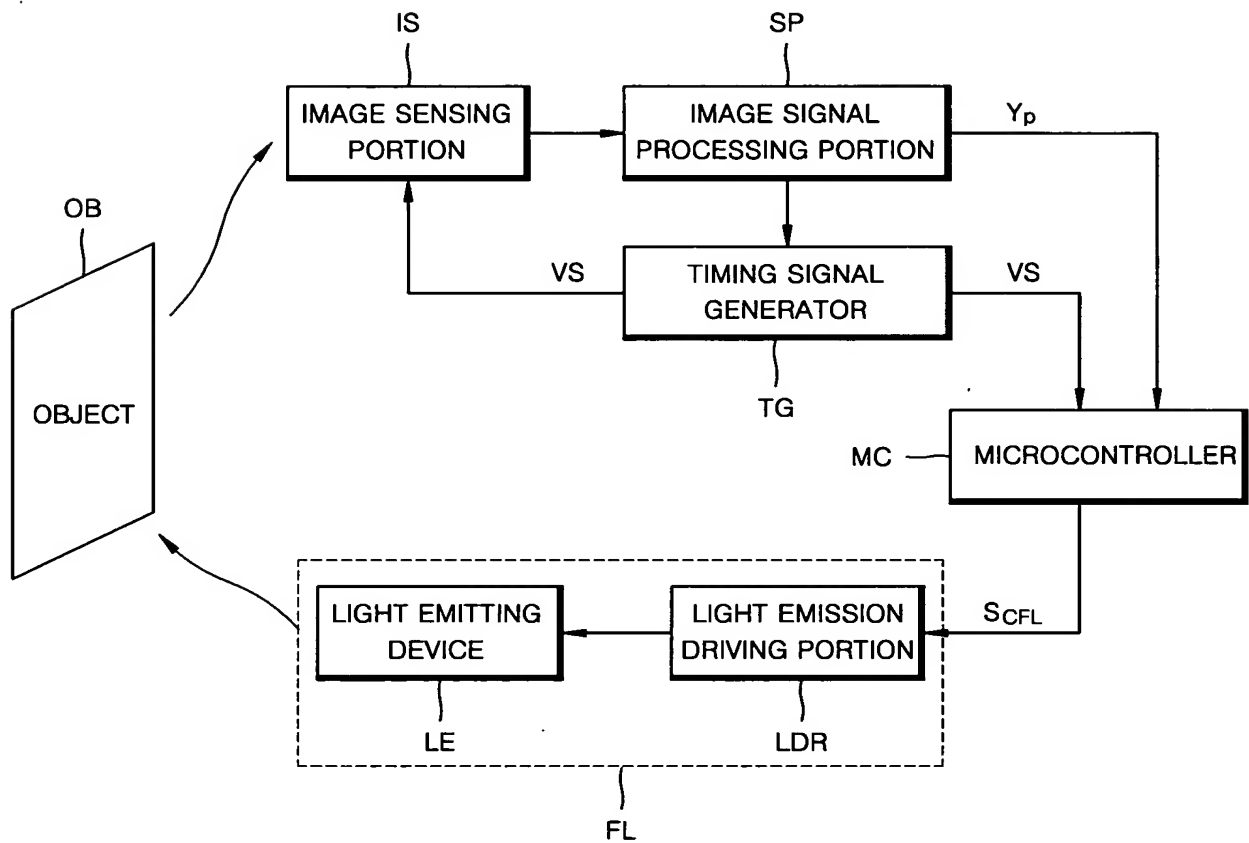 IS
SP
IMAGE SENSING
PORTION
IMAGE SIGNAL
PROCESSING PORTION
Yp
OB
VS
TIMING SIGNAL
GENERATOR
VS
TG
OBJECT
MC
MICROCONTROLLER
LIGHT EMITTING
DEVICE
LIGHT EMISSION
DRIVING PORTION
SCFL
LE
LDR
FL